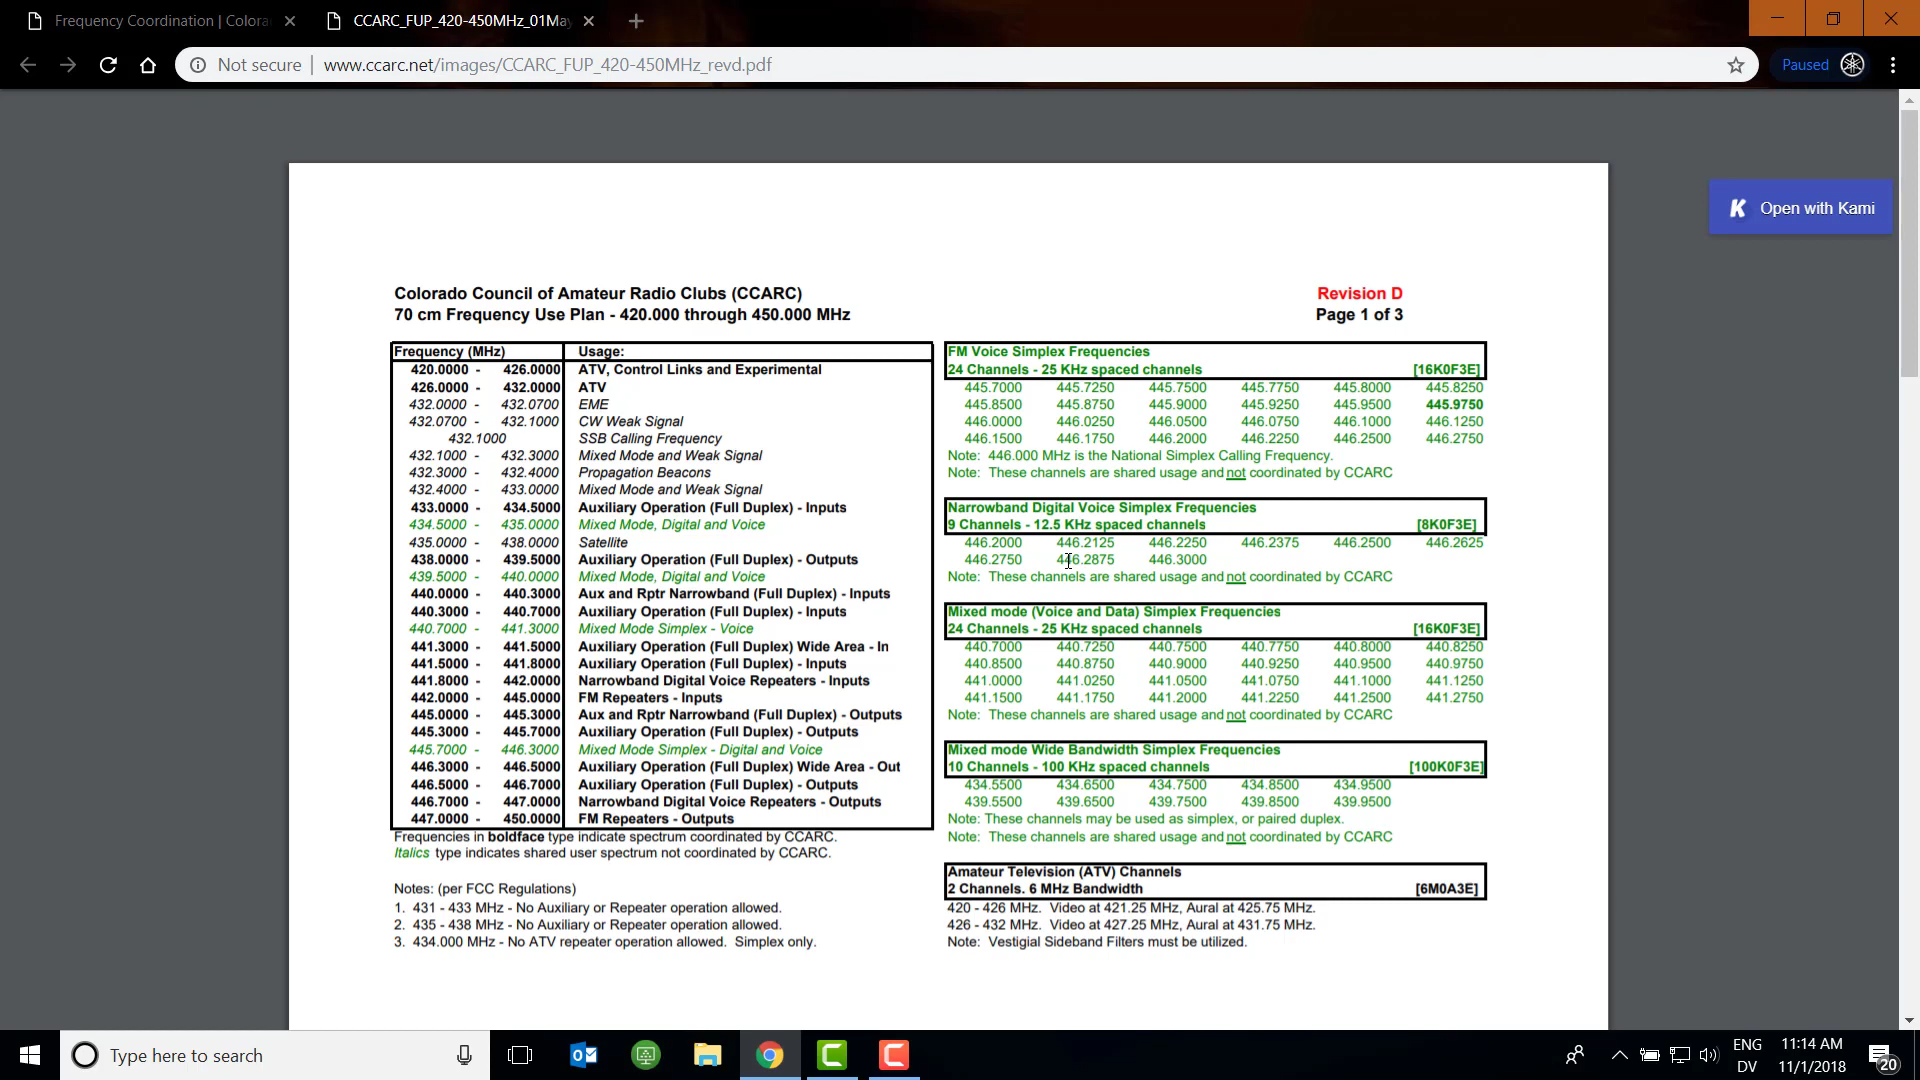 Frequency Coordination | Colora
CCARC_FUP_420-450MHz_01Ma
Not secure | www.ccarc.net/images/CCARC_FUP_420-450MHz_revd.pdf
Paused
K Open with Kami
Colorado Council of Amateur Radio Clubs (CCARC)
70 cm Frequency Use Plan - 420.000 through 450.000 MHz
Revision D
Page 1 of 3
Frequency (MHz) Usage:
420.0000 - 426.0000 ATV, Control Links and Experimental
426.0000 - 432.0000 ATV
432.0000 - 432.0700 EME
432.0700 - 432.1000 CW Weak Signal
432.1000 SSB Calling Frequency
432.1000 - 432.3000 Mixed Mode and Weak Signal
432.3000 - 432.4000 Propagation Beacons
432.4000 - 433.0000 Mixed Mode and Weak Signal
433.0000 - 434.5000 Auxiliary Operation (Full Duplex) - Inputs
434.5000 - 435.0000 Mixed Mode, Digital and Voice
435.0000 - 438.0000 Satellite
438.0000 - 439.5000 Auxiliary Operation (Full Duplex) - Outputs
439.5000 - 440.0000 Mixed Mode, Digital and Voice
440.0000 - 440.3000 Aux and Rptr Narrowband (Full Duplex) - Inputs
440.3000 - 440.7000 Auxiliary Operation (Full Duplex) - Inputs
440.7000 - 441.3000 Mixed Mode Simplex - Voice
441.3000 - 441.5000 Auxiliary Operation (Full Duplex) Wide Area - In
441.5000 - 441.8000 Auxiliary Operation (Full Duplex) - Inputs
441.8000 - 442.0000 Narrowband Digital Voice Repeaters - Inputs
442.0000 - 445.0000 FM Repeaters - Inputs
445.0000 - 445.3000 Aux and Rptr Narrowband (Full Duplex) - Outputs
445.3000 - 445.7000 Auxiliary Operation (Full Duplex) - Outputs
445.7000 - 446.3000 Mixed Mode Simplex - Digital and Voice
446.3000 - 446.5000 Auxiliary Operation (Full Duplex) Wide Area - Out
446.5000 - 446.7000 Auxiliary Operation (Full Duplex) - Outputs
446.7000 - 447.0000 Narrowband Digital Voice Repeaters - Outputs
447.0000 - 450.0000 FM Repeaters - Outputs
Frequencies in boldface type indicate spectrum coordinated by CCARC.
Italics type indicates shared user spectrum not coordinated by CCARC.
Notes: (per FCC Regulations)
1. 431 - 433 MHz - No Auxiliary or Repeater operation allowed.
2. 435 - 438 MHz - No Auxiliary or Repeater operation allowed.
3. 434.000 MHz - No ATV repeater operation allowed. Simplex only.
FM Voice Simplex Frequencies
24 Channels - 25 KHz spaced channels [16K0F3E]
445.7000 445.7250 445.7500 445.7750 445.8000 445.8250
445.8500 445.8750 445.9000 445.9250 445.9500 445.9750
446.0000 446.0250 446.0500 446.0750 446.1000 446.1250
446.1500 446.1750 446.2000 446.2250 446.2500 446.2750
Note: 446.000 MHz is the National Simplex Calling Frequency.
Note: These channels are shared usage and not coordinated by CCARC
Narrowband Digital Voice Simplex Frequencies
9 Channels - 12.5 KHz spaced channels [8K0F3E]
446.2000 446.2125 446.2250 446.2375 446.2500 446.2625
446.2750 446.2875 446.3000
Note: These channels are shared usage and not coordinated by CCARC
Mixed mode (Voice and Data) Simplex Frequencies
24 Channels - 25 KHz spaced channels [16K0F3E]
440.7000 440.7250 440.7500 440.7750 440.8000 440.8250
440.8500 440.8750 440.9000 440.9250 440.9500 440.9750
441.0000 441.0250 441.0500 441.0750 441.1000 441.1250
441.1500 441.1750 441.2000 441.2250 441.2500 441.2750
Note: These channels are shared usage and not coordinated by CCARC
Mixed mode Wide Bandwidth Simplex Frequencies
10 Channels - 100 KHz spaced channels [100K0F3E]
434.5500 434.6500 434.7500 434.8500 434.9500
439.5500 439.6500 439.7500 439.8500 439.9500
Note: These channels may be used as simplex, or paired duplex.
Note: These channels are shared usage and not coordinated by CCARC
Amateur Television (ATV) Channels
2 Channels. 6 MHz Bandwidth [6M0A3E]
420 - 426 MHz. Video at 421.25 MHz, Aural at 425.75 MHz.
426 - 432 MHz. Video at 427.25 MHz, Aural at 431.75 MHz.
Note: Vestigial Sideband Filters must be utilized.
Type here to search
ENG
DV
11:14 AM
11/1/2018
20